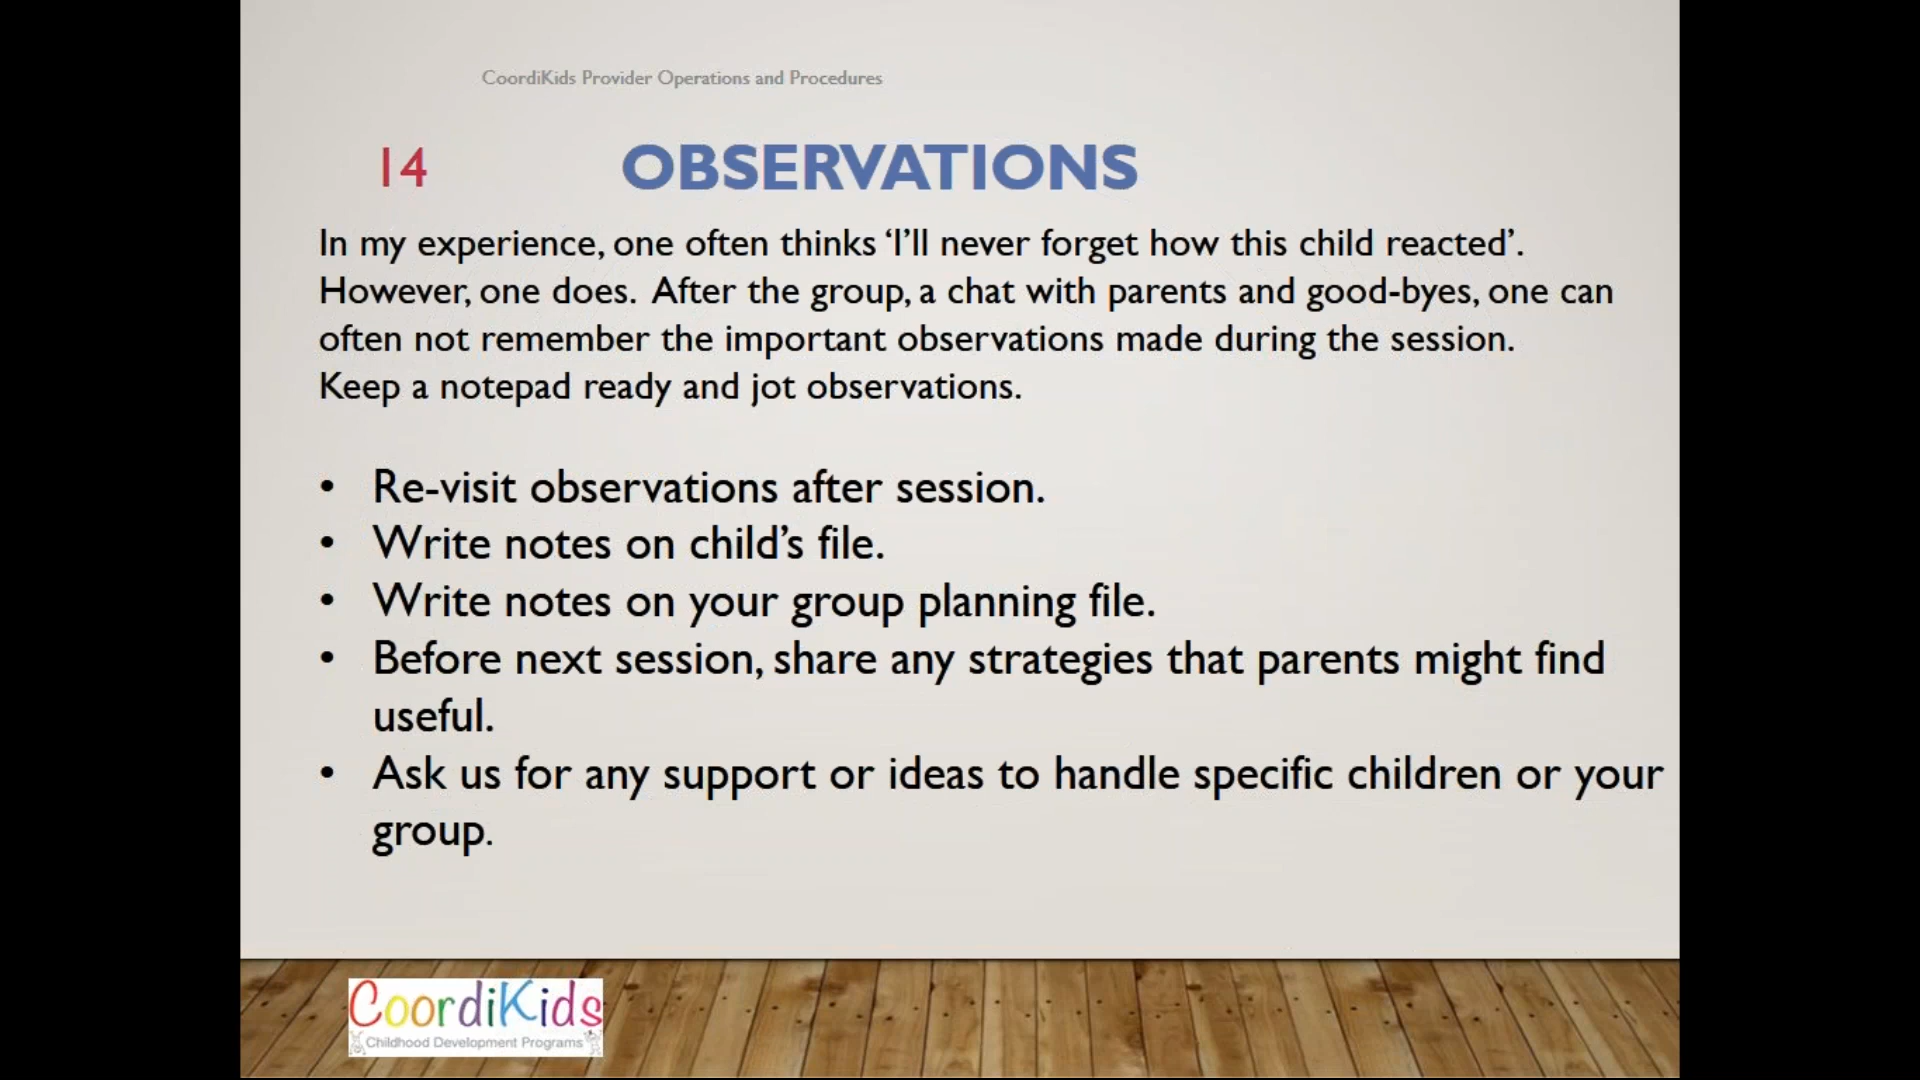 CoordiKids Provider Operations and Procedures
14 OBSERVATIONS
In my experience, one often thinks ‘I’ll never forget how this child reacted’.
However, one does. After the group, a chat with parents and good-byes, one can
often not remember the important observations made during the session.
Keep a notepad ready and jot observations.
• Re-visit observations after session.
• Write notes on child’s file.
• Write notes on your group planning file.
• Before next session, share any strategies that parents might find
useful.
• Ask us for any support or ideas to handle specific children or your
group.
CoordiKids
Childhood Development Programs